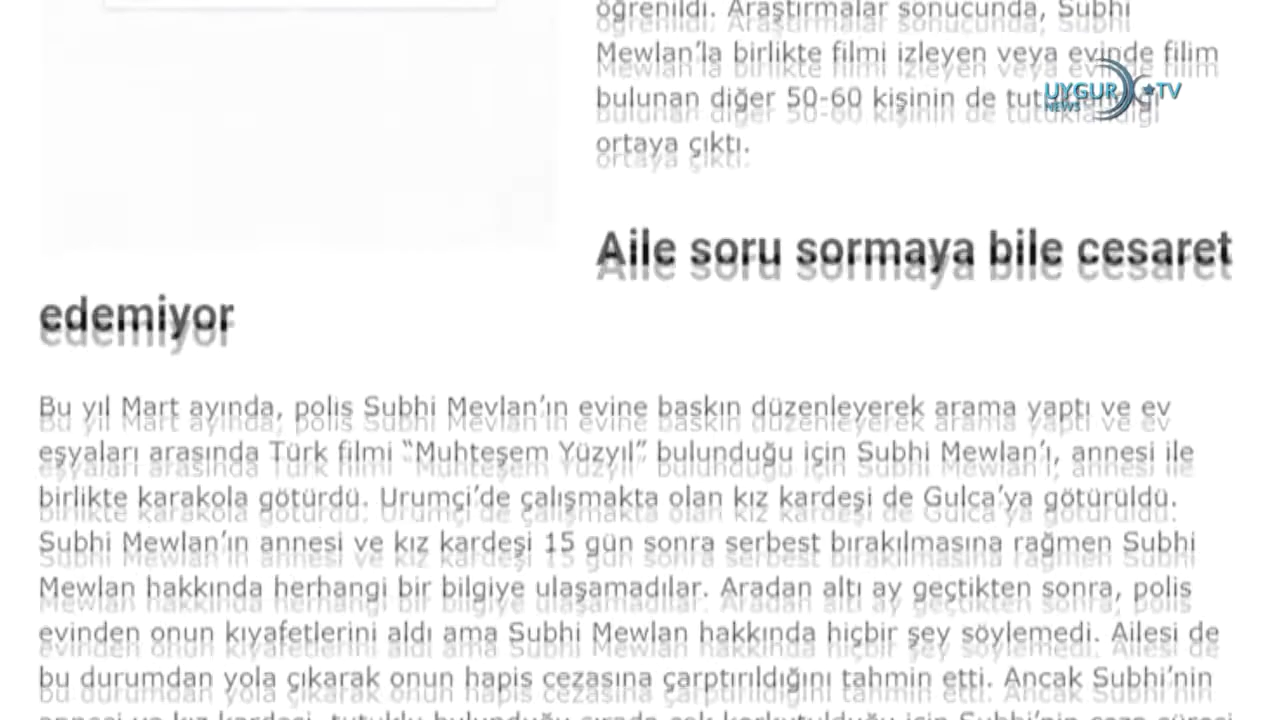 öğrenildi. Araştırmalar sonucunda, Subhi
Mewlan’la birlikte filmi izleyen veya evinde filim
bulunan diğer 50-60 kişinin de tutuklandığı
ortaya çıktı.
UYGUR TV
NEWS
Aile soru sormaya bile cesaret
edemiyor
Bu yıl Mart ayında, polis Subhi Mevlan’ın evine baskın düzenleyerek arama yaptı ve ev
eşyaları arasında Türk filmi “Muhteşem Yüzyıl” bulunduğu için Subhi Mewlan’ı, annesi ile
birlikte karakola götürdü. Urumçi’de çalışmakta olan kız kardeşi de Gulca’ya götürüldü.
Subhi Mewlan’ın annesi ve kız kardeşi 15 gün sonra serbest bırakılmasına rağmen Subhi
Mewlan hakkında herhangi bir bilgiye ulaşamadılar. Aradan altı ay geçtikten sonra, polis
evinden onun kıyafetlerini aldı ama Subhi Mewlan hakkında hiçbir şey söylemedi. Ailesi de
bu durumdan yola çıkarak onun hapis cezasına çarptırıldığını tahmin etti. Ancak Subhi’nin